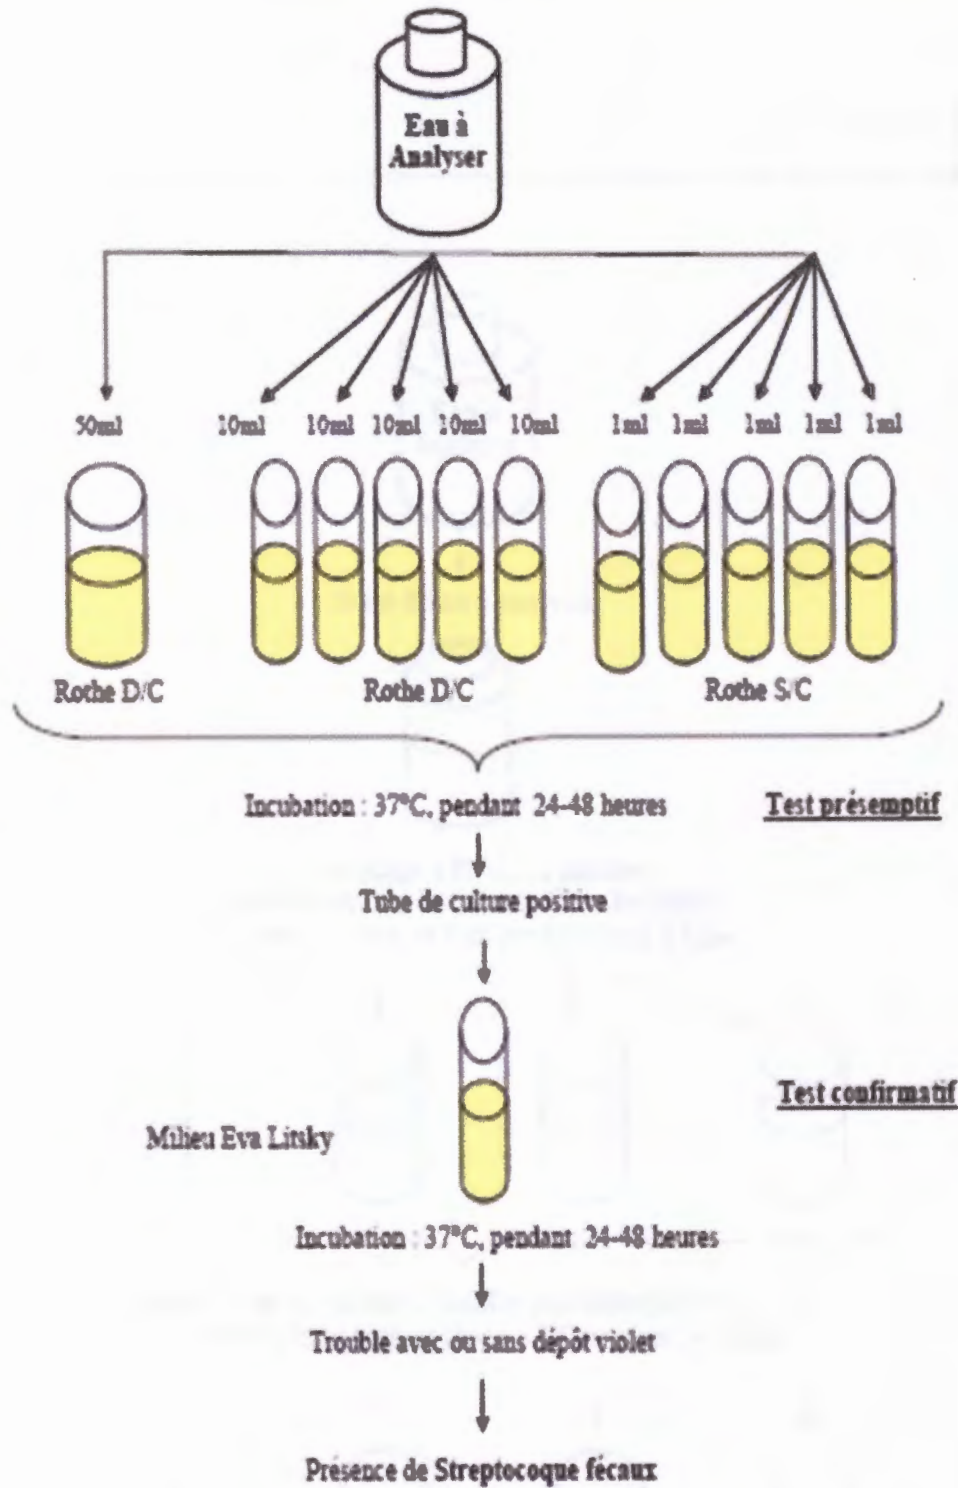 Eau à
Analyser
50ml 10ml 10ml 10ml 10ml 10ml 1ml 1ml 1ml 1ml 1ml
Rothe D/C Rothe D/C Rothe S/C
Incubation : 37°C, pendant 24-48 heures Test présemptif
Tube de culture positive
Test confirmatif
Milieu Eva Litsky
Incubation : 37°C, pendant 24-48 heures
Trouble avec ou sans dépôt violet
Présence de Streptocoque fécaux